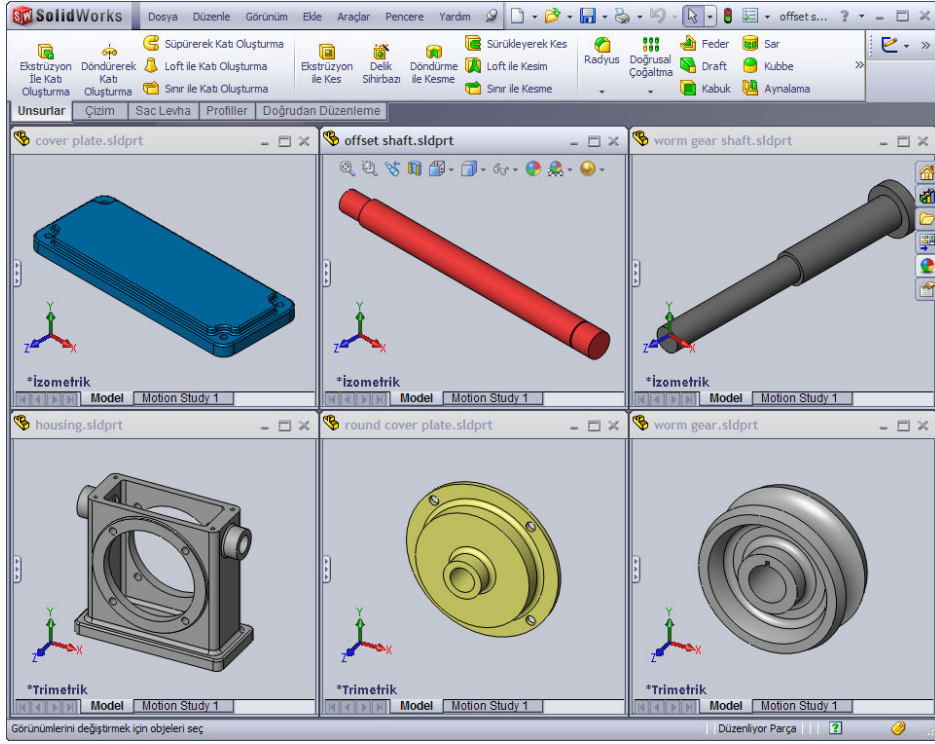 SolidWorks Dosya Düzenle Görünüm Ekle Araçlar Pencere Yardım offset s... ?
Ekstrüzyon İle Katı Oluşturma
Döndürerek Katı Oluşturma
Süpürerek Katı Oluşturma
Loft ile Katı Oluşturma
Sınır ile Katı Oluşturma
Ekstrüzyon ile Kes
Delik Sihirbazı
Döndürme ile Kesme
Sürükleyerek Kes
Loft ile Kesim
Sınır ile Kesme
Radyus
Doğrusal Çoğaltma
Feder
Draft
Kabuk
Sar
Kubbe
Aynalama
Unsurlar Çizim Sac Levha Profiller Doğrudan Düzenleme
cover plate.sldprt
Y
Z X
*İzometrik
Model Motion Study 1
offset shaft.sldprt
Y
Z X
*İzometrik
Model Motion Study 1
worm gear shaft.sldprt
Y
Z X
*İzometrik
Model Motion Study 1
housing.sldprt
Y
Z X
*Trimetrik
Model Motion Study 1
round cover plate.sldprt
Y
Z X
*Trimetrik
Model Motion Study 1
worm gear.sldprt
Y
Z X
*Trimetrik
Model Motion Study 1
Görünümlerini değiştirmek için objeleri seç Düzenliyor Parça ?